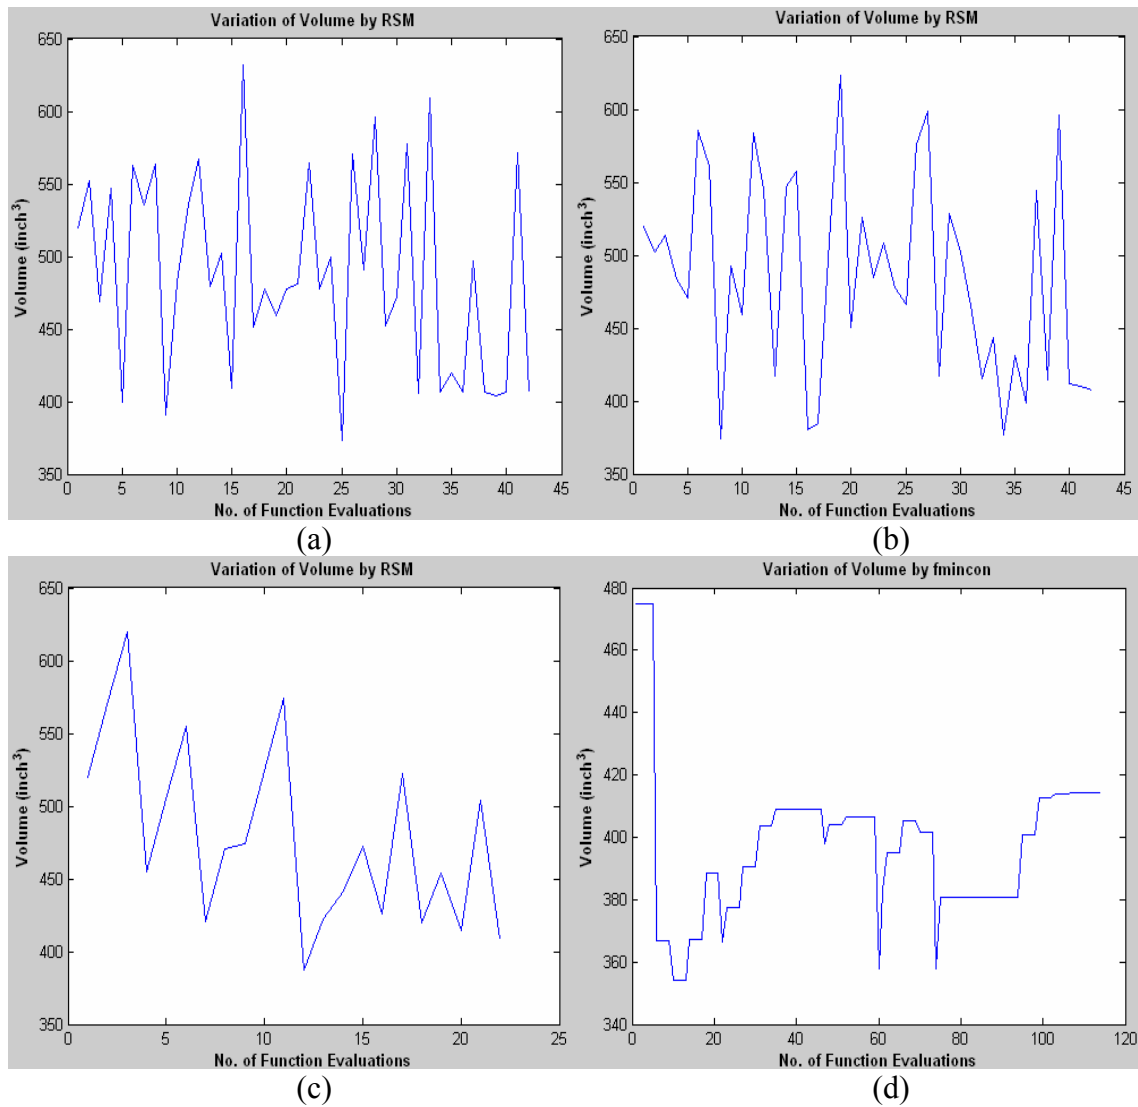 Variation of Volume by RSM
Volume (inch³)
650
600
550
500
450
400
350
0 5 10 15 20 25 30 35 40 45
No. of Function Evaluations
(a)
Variation of Volume by RSM
Volume (inch³)
650
600
550
500
450
400
350
0 5 10 15 20 25 30 35 40 45
No. of Function Evaluations
(b)
Variation of Volume by RSM
Volume (inch³)
650
600
550
500
450
400
350
0 5 10 15 20 25
No. of Function Evaluations
(c)
Variation of Volume by fmincon
Volume (inch³)
480
460
440
420
400
380
360
340
0 20 40 60 80 100 120
No. of Function Evaluations
(d)